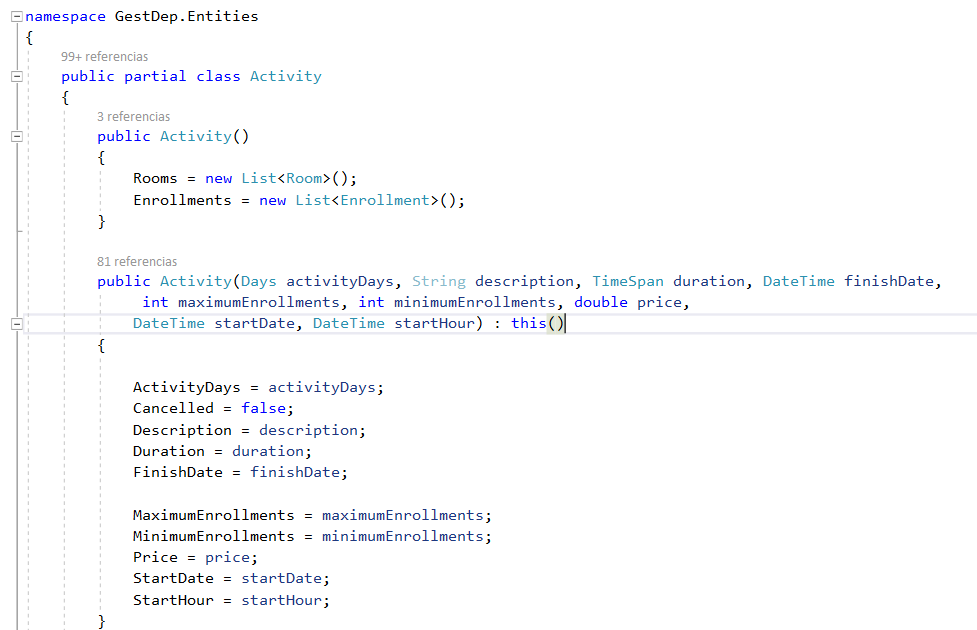 namespace GestDep.Entities
{
99+ referencias
public partial class Activity
{
3 referencias
public Activity()
{
Rooms = new List<Room>();
Enrollments = new List<Enrollment>();
}
81 referencias
public Activity(Days activityDays, String description, TimeSpan duration, DateTime finishDate,
int maximumEnrollments, int minimumEnrollments, double price,
DateTime startDate, DateTime startHour) : this()
{
ActivityDays = activityDays;
Cancelled = false;
Description = description;
Duration = duration;
FinishDate = finishDate;
MaximumEnrollments = maximumEnrollments;
MinimumEnrollments = minimumEnrollments;
Price = price;
StartDate = startDate;
StartHour = startHour;
}